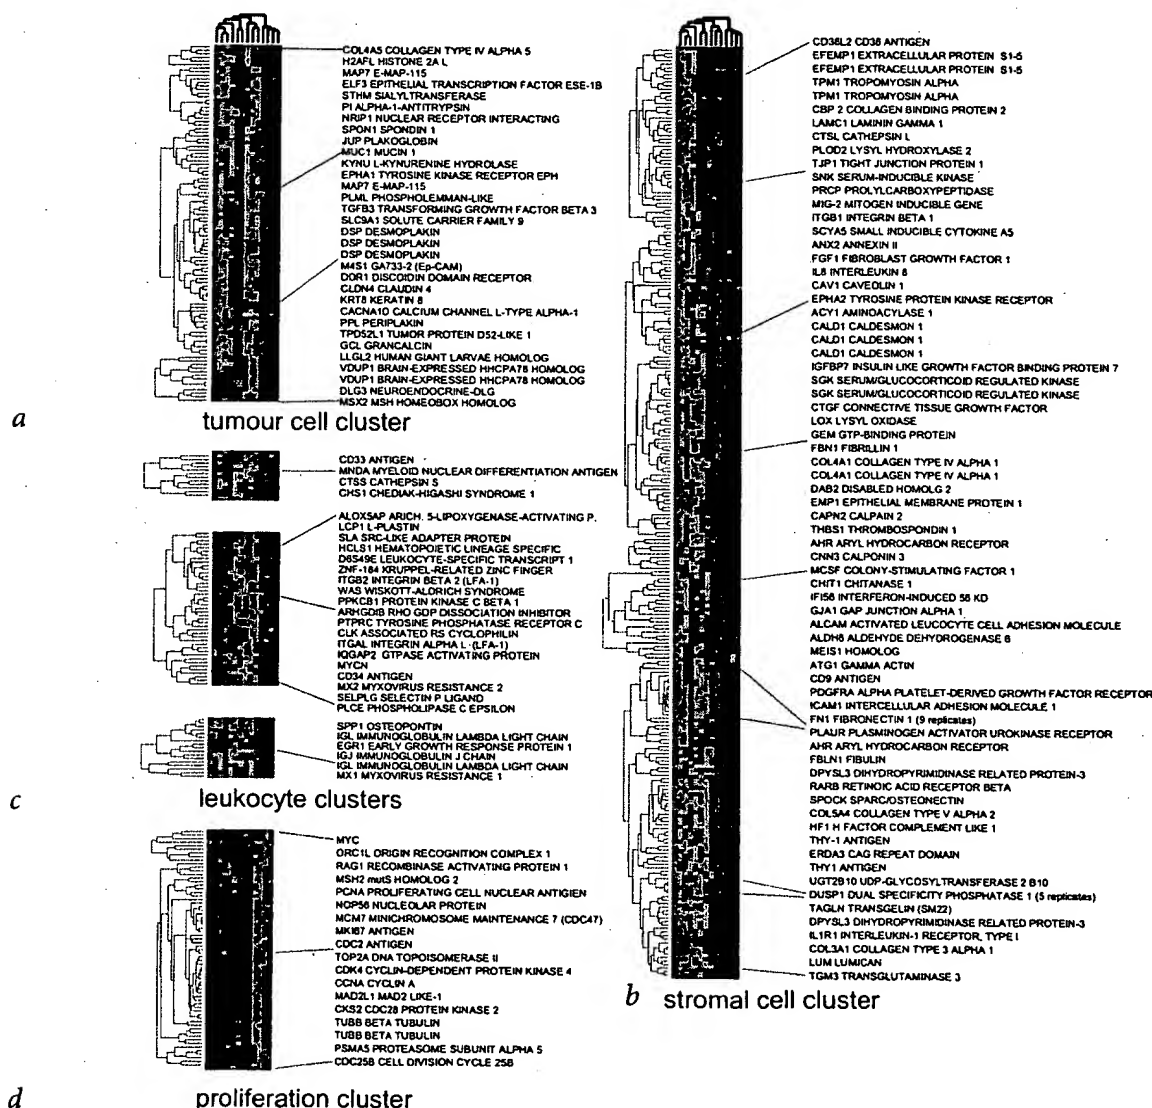 COL4A5 COLLAGEN TYPE IV ALPHA 5
H2AFL HISTONE 2A L
MAP7 E-MAP-115
ELF3 EPITHELIAL TRANSCRIPTION FACTOR ESE-1B
STHM SIALYLTRANSFERASE
PI ALPHA-1-ANTITRYPSIN
NRIP1 NUCLEAR RECEPTOR INTERACTING
SPON1 SPONDIN 1
JUP PLAKOGLOBIN
MUC1 MUCIN 1
KYNU L-KYNURENINE HYDROLASE
EPHA1 TYROSINE KINASE RECEPTOR EPH
MAP7 E-MAP-115
PLML PHOSPHOLEMMAN-LIKE
TGFB3 TRANSFORMING GROWTH FACTOR BETA 3
SLC9A1 SOLUTE CARRIER FAMILY 9
DSP DESMOPLAKIN
DSP DESMOPLAKIN
DSP DESMOPLAKIN
M4S1 GA733-2 (Ep-CAM)
DDR1 DISCOIDIN DOMAIN RECEPTOR
CLDN4 CLAUDIN 4
KRT8 KERATIN 8
CACNA1D CALCIUM CHANNEL L-TYPE ALPHA-1
PPL PERIPLAKIN
TPD52L1 TUMOR PROTEIN D52-LIKE 1
GCL GRANCALCIN
LLGL2 HUMAN GIANT LARVAE HOMOLOG
VDUP1 BRAIN-EXPRESSED HHCPA78 HOMOLOG
VDUP1 BRAIN-EXPRESSED HHCPA78 HOMOLOG
DLG3 NEUROENDOCRINE-DLG
MSX2 MSH HOMEOBOX HOMOLOG
a
tumour cell cluster
CD33 ANTIGEN
MNDA MYELOID NUCLEAR DIFFERENTIATION ANTIGEN
CTSS CATHEPSIN S
CHS1 CHEDIAK-HIGASHI SYNDROME 1
ALOX5AP ARICH. 5-LIPOXYGENASE-ACTIVATING P.
LCP1 L-PLASTIN
SLA SRC-LIKE ADAPTER PROTEIN
HCLS1 HEMATOPOIETIC LINEAGE SPECIFIC
D6S49E LEUKOCYTE-SPECIFIC TRANSCRIPT 1
ZNF-184 KRUPPEL-RELATED ZINC FINGER
ITGB2 INTEGRIN BETA 2 (LFA-1)
WAS WISKOTT-ALDRICH SYNDROME
PPKCB1 PROTEIN KINASE C BETA 1
ARHGDIB RHO GDP DISSOCIATION INHIBITOR
PTPRC TYROSINE PHOSPHATASE RECEPTOR C
CLK ASSOCIATED RS CYCLOPHILIN
ITGAL INTEGRIN ALPHA L (LFA-1)
IQGAP2 GTPASE ACTIVATING PROTEIN
MYCN
CD34 ANTIGEN
MX2 MYXOVIRUS RESISTANCE 2
SELPLG SELECTIN P LIGAND
PLCE PHOSPHOLIPASE C EPSILON
SPP1 OSTEOPONTIN
IGL IMMUNOGLOBULIN LAMBDA LIGHT CHAIN
EGR1 EARLY GROWTH RESPONSE PROTEIN 1
IGJ IMMUNOGLOBULIN J CHAIN
IGL IMMUNOGLOBULIN LAMBDA LIGHT CHAIN
MX1 MYXOVIRUS RESISTANCE 1
c
leukocyte clusters
MYC
ORC1L ORIGIN RECOGNITION COMPLEX 1
RAG1 RECOMBINASE ACTIVATING PROTEIN 1
MSH2 mutS HOMOLOG 2
PCNA PROLIFERATING CELL NUCLEAR ANTIGIEN
NOP56 NUCLEOLAR PROTEIN
MCM7 MINICHROMOSOME MAINTENANCE 7 (CDC47)
MKI67 ANTIGEN
CDC2 ANTIGEN
TOP2A DNA TOPOISOMERASE II
CDK4 CYCLIN-DEPENDENT PROTEIN KINASE 4
CCNA CYCLIN A
MAD2L1 MAD2 LIKE-1
CKS2 CDC28 PROTEIN KINASE 2
TUBB BETA TUBULIN
TUBB BETA TUBULIN
PSMA5 PROTEASOME SUBUNIT ALPHA 5
CDC25B CELL DIVISION CYCLE 25B
d
proliferation cluster
CD36L2 CD36 ANTIGEN
EFEMP1 EXTRACELLULAR PROTEIN S1-5
EFEMP1 EXTRACELLULAR PROTEIN S1-5
TPM1 TROPOMYOSIN ALPHA
TPM1 TROPOMYOSIN ALPHA
CBP 2 COLLAGEN BINDING PROTEIN 2
LAMC1 LAMININ GAMMA 1
CTSL CATHEPSIN L
PLOD2 LYSYL HYDROXYLASE 2
TJP1 TIGHT JUNCTION PROTEIN 1
SNK SERUM-INDUCIBLE KINASE
PRCP PROLYLCARBOXYPEPTIDASE
MIG-2 MITOGEN INDUCIBLE GENE
ITGB1 INTEGRIN BETA 1
SCYA5 SMALL INDUCIBLE CYTOKINE A5
ANX2 ANNEXIN II
FGF1 FIBROBLAST GROWTH FACTOR 1
IL6 INTERLEUKIN 6
CAV1 CAVEOLIN 1
EPHA2 TYROSINE PROTEIN KINASE RECEPTOR
ACY1 AMINOACYLASE 1
CALD1 CALDESMON 1
CALD1 CALDESMON 1
CALD1 CALDESMON 1
IGFBP7 INSULIN LIKE GROWTH FACTOR BINDING PROTEIN 7
SGK SERUM/GLUCOCORTICOID REGULATED KINASE
SGK SERUM/GLUCOCORTICOID REGULATED KINASE
CTGF CONNECTIVE TISSUE GROWTH FACTOR
LOX LYSYL OXIDASE
GEM GTP-BINDING PROTEIN
FBN1 FIBRILLIN 1
COL4A1 COLLAGEN TYPE IV ALPHA 1
COL4A1 COLLAGEN TYPE IV ALPHA 1
DAB2 DISABLED HOMOLG 2
EMP1 EPITHELIAL MEMBRANE PROTEIN 1
CAPN2 CALPAIN 2
THBS1 THROMBOSPONDIN 1
AHR ARYL HYDROCARBON RECEPTOR
CNN3 CALPONIN 3
MCSF COLONY-STIMULATING FACTOR 1
CHIT1 CHITANASE 1
IFI56 INTERFERON-INDUCED 56 KD
GJA1 GAP JUNCTION ALPHA 1
ALCAM ACTIVATED LEUCOCYTE CELL ADHESION MOLECULE
ALDH6 ALDEHYDE DEHYDROGENASE 6
MEIS1 HOMOLOG
ATG1 GAMMA ACTIN
CD9 ANTIGEN
PDGFRA ALPHA PLATELET-DERIVED GROWTH FACTOR RECEPTOR
ICAM1 INTERCELLULAR ADHESION MOLECULE 1
FN1 FIBRONECTIN 1 (9 replicates)
PLAUR PLASMINOGEN ACTIVATOR UROKINASE RECEPTOR
AHR ARYL HYDROCARBON RECEPTOR
FBLN1 FIBULIN
DPYSL3 DIHYDROPYRIMIDINASE RELATED PROTEIN-3
RARB RETINOIC ACID RECEPTOR BETA
SPOCK SPARC/OSTEONECTIN
COL5A4 COLLAGEN TYPE V ALPHA 2
HF1 H FACTOR COMPLEMENT LIKE 1
THY-1 ANTIGEN
ERDA3 CAG REPEAT DOMAIN
THY1 ANTIGEN
UGT2B10 UDP-GLYCOSYLTRANSFERASE 2 B10
DUSP1 DUAL SPECIFICITY PHOSPHATASE 1 (5 replicates)
TAGLN TRANSGELIN (SM22)
DPYSL3 DIHYDROPYRIMIDINASE RELATED PROTEIN-3
IL1R1 INTERLEUKIN-1 RECEPTOR, TYPE I
COL3A1 COLLAGEN TYPE 3 ALPHA 1
LUM LUMICAN
TGM3 TRANSGLUTAMINASE 3
b stromal cell cluster